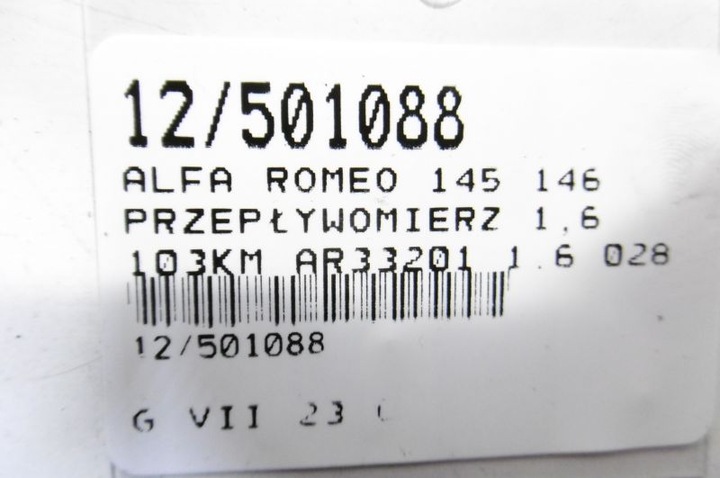 12/501088
ALFA ROMEO 145 146
PRZEPŁYWOMIERZ 1,6
103KM AR33201 1.6 028
12/501088
G VII 23